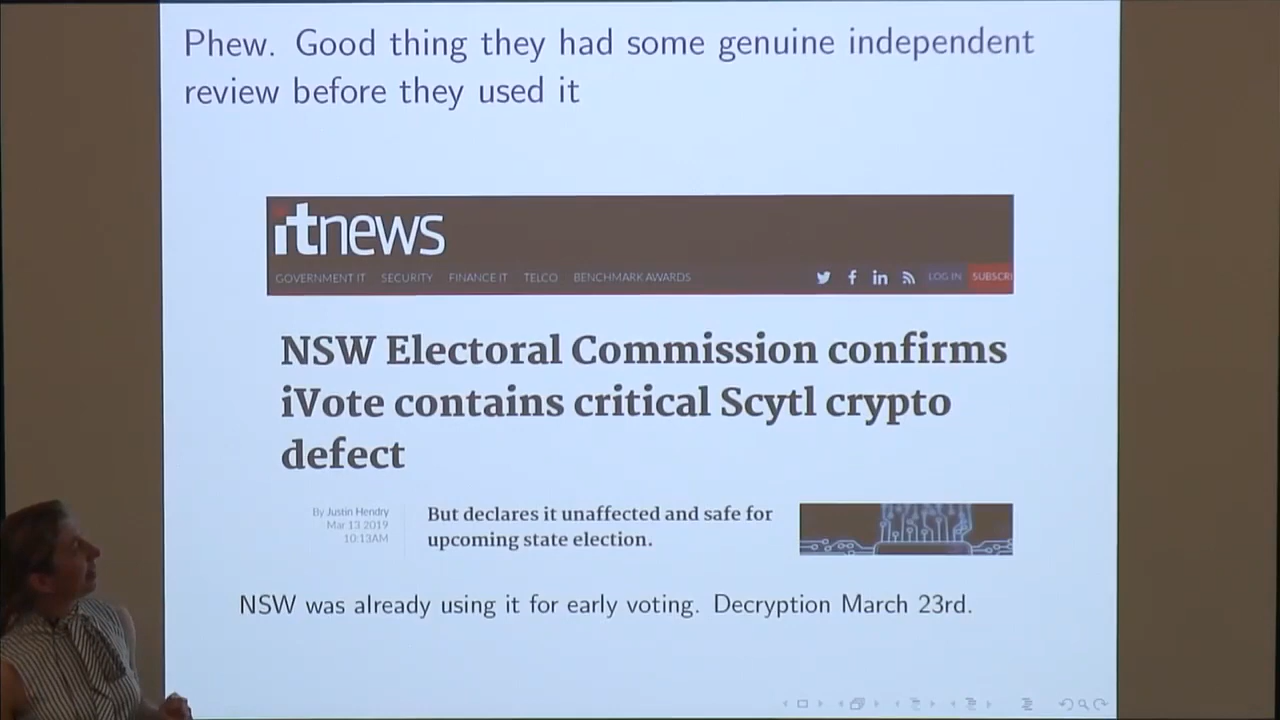 Phew. Good thing they had some genuine independent
review before they used it
itnews
GOVERNMENT IT SECURITY FINANCE IT TELCO BENCHMARK AWARDS LOG IN SUBSCRI
NSW Electoral Commission confirms
iVote contains critical Scytl crypto
defect
By Justin Hendry
Mar 13 2019
10:13AM
But declares it unaffected and safe for
upcoming state election.
NSW was already using it for early voting. Decryption March 23rd.